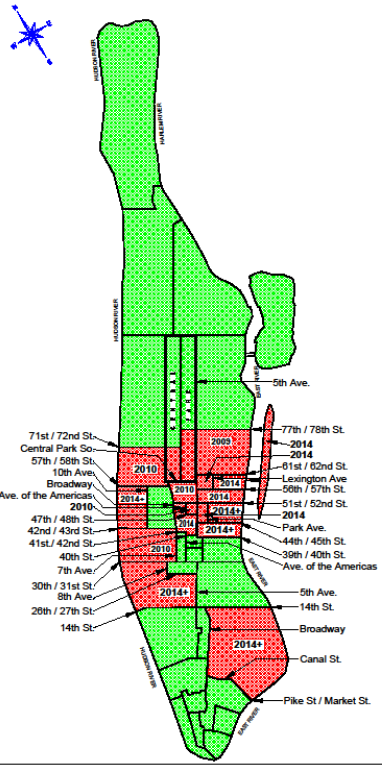 HUDSON RIVER
HARLEM RIVER
HUDSON RIVER
EAST RIVER
CENTRAL
PARK
5th Ave.
77th / 78th St.
2014
2014
61st / 62nd St.
Lexington Ave
56th / 57th St.
51st / 52nd St.
2014
Park Ave.
44th / 45th St.
39th / 40th St.
Ave. of the Americas
5th Ave.
14th St.
Broadway
Canal St.
Pike St / Market St.
71st / 72nd St.
Central Park So.
57th / 58th St.
10th Ave.
Broadway
Ave. of the Americas
2010
47th / 48th St.
42nd / 43rd St.
41st / 42nd St.
40th St.
7th Ave.
30th / 31st St.
8th Ave.
26th / 27th St.
14th St.
2009
2010
2014
2010
2014+
2014
2014+
2014
2014+
2010
2014+
2014+
EAST RIVER
HUDSON RIVER
EAST RIVER